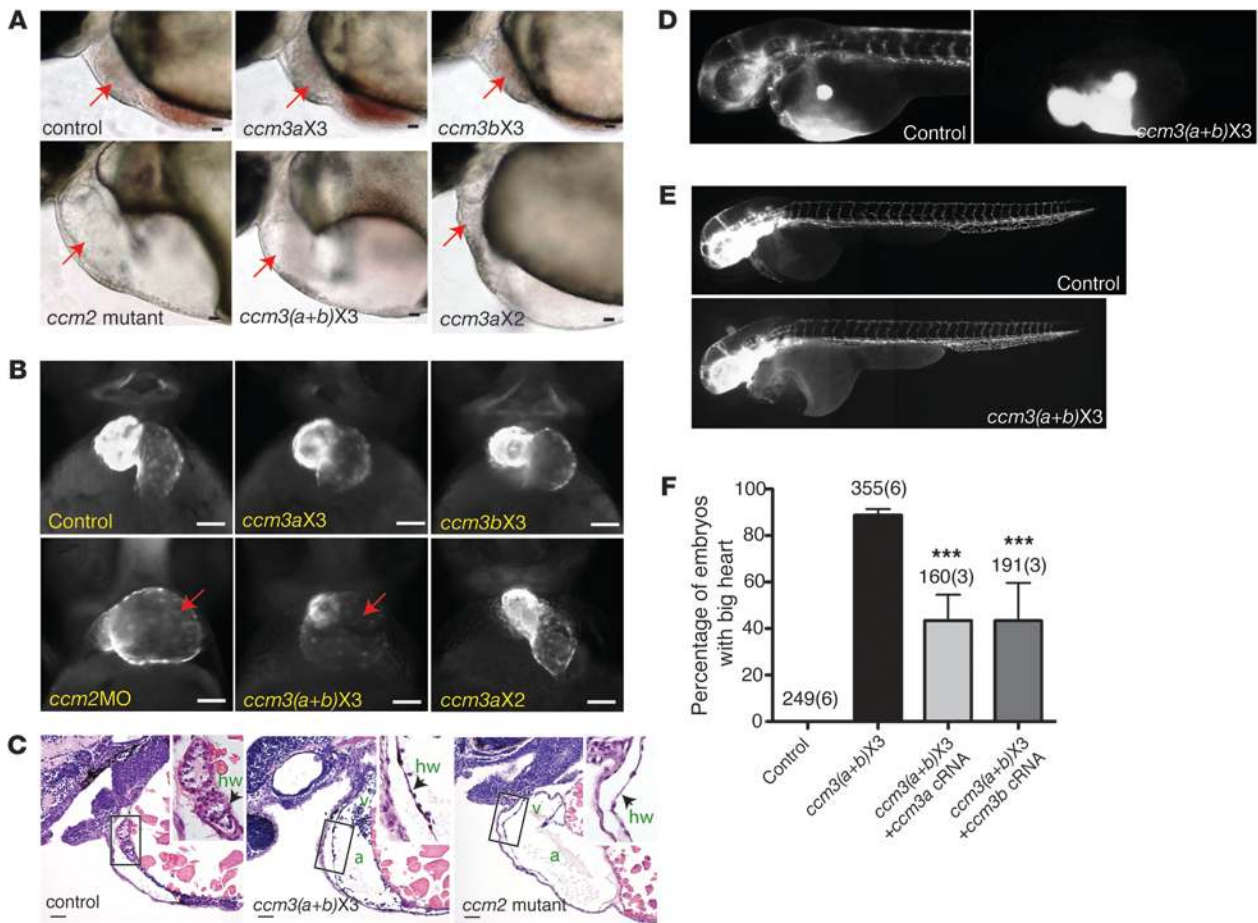 A
control
ccm3aX3
ccm3bX3
ccm2 mutant
ccm3(a+b)X3
ccm3aX2
B
Control
ccm3aX3
ccm3bX3
ccm2MO
ccm3(a+b)X3
ccm3aX2
C
hw
control
v
hw
a
ccm3(a+b)X3
v
hw
a
ccm2 mutant
D
Control
ccm3(a+b)X3
E
Control
ccm3(a+b)X3
F
Percentage of embryos
with big heart
100
80
60
40
20
0
249(6)
355(6)
***
160(3)
***
191(3)
Control
ccm3(a+b)X3
ccm3(a+b)X3
+ccm3a cRNA
ccm3(a+b)X3
+ccm3b cRNA